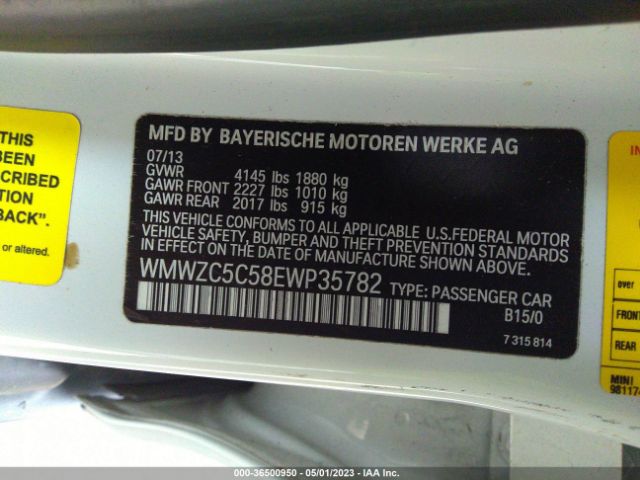 THIS
BEEN
CRIBED
TION
BACK".
or altered.
MFD BY BAYERISCHE MOTOREN WERKE AG
07/13
GVWR 4145 lbs 1880 kg
GAWR FRONT 2227 lbs 1010 kg
GAWR REAR 2017 lbs 915 kg
THIS VEHICLE CONFORMS TO ALL APPLICABLE U.S.FEDERAL MOTOR
VEHICLE SAFETY, BUMPER AND THEFT PREVENTION STANDARDS
IN EFFECT ON THE DATE OF MANUFACTURE SHOWN ABOVE.
WMWZC5C58EWP35782 TYPE: PASSENGER CAR
B15/0
7 315 814
IN
over
FRONT
REAR
MINI
98117
000-36500950 - 05/01/2023 - IAA Inc.